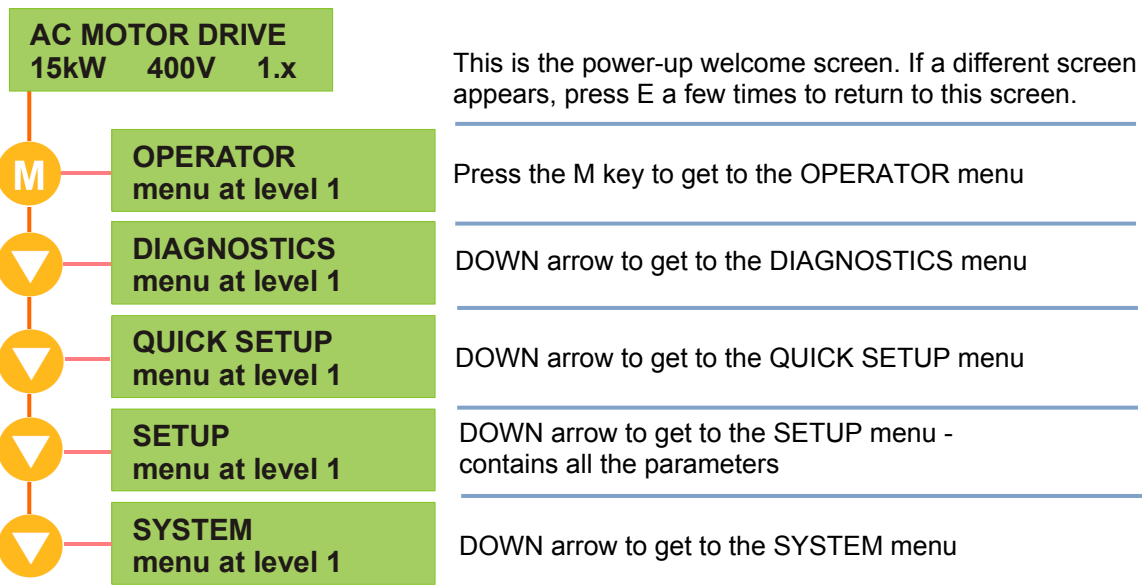 AC MOTOR DRIVE
15kW 400V 1.x
This is the power-up welcome screen. If a different screen
appears, press E a few times to return to this screen.
M
OPERATOR
menu at level 1
Press the M key to get to the OPERATOR menu
DIAGNOSTICS
menu at level 1
DOWN arrow to get to the DIAGNOSTICS menu
QUICK SETUP
menu at level 1
DOWN arrow to get to the QUICK SETUP menu
SETUP
menu at level 1
DOWN arrow to get to the SETUP menu -
contains all the parameters
SYSTEM
menu at level 1
DOWN arrow to get to the SYSTEM menu